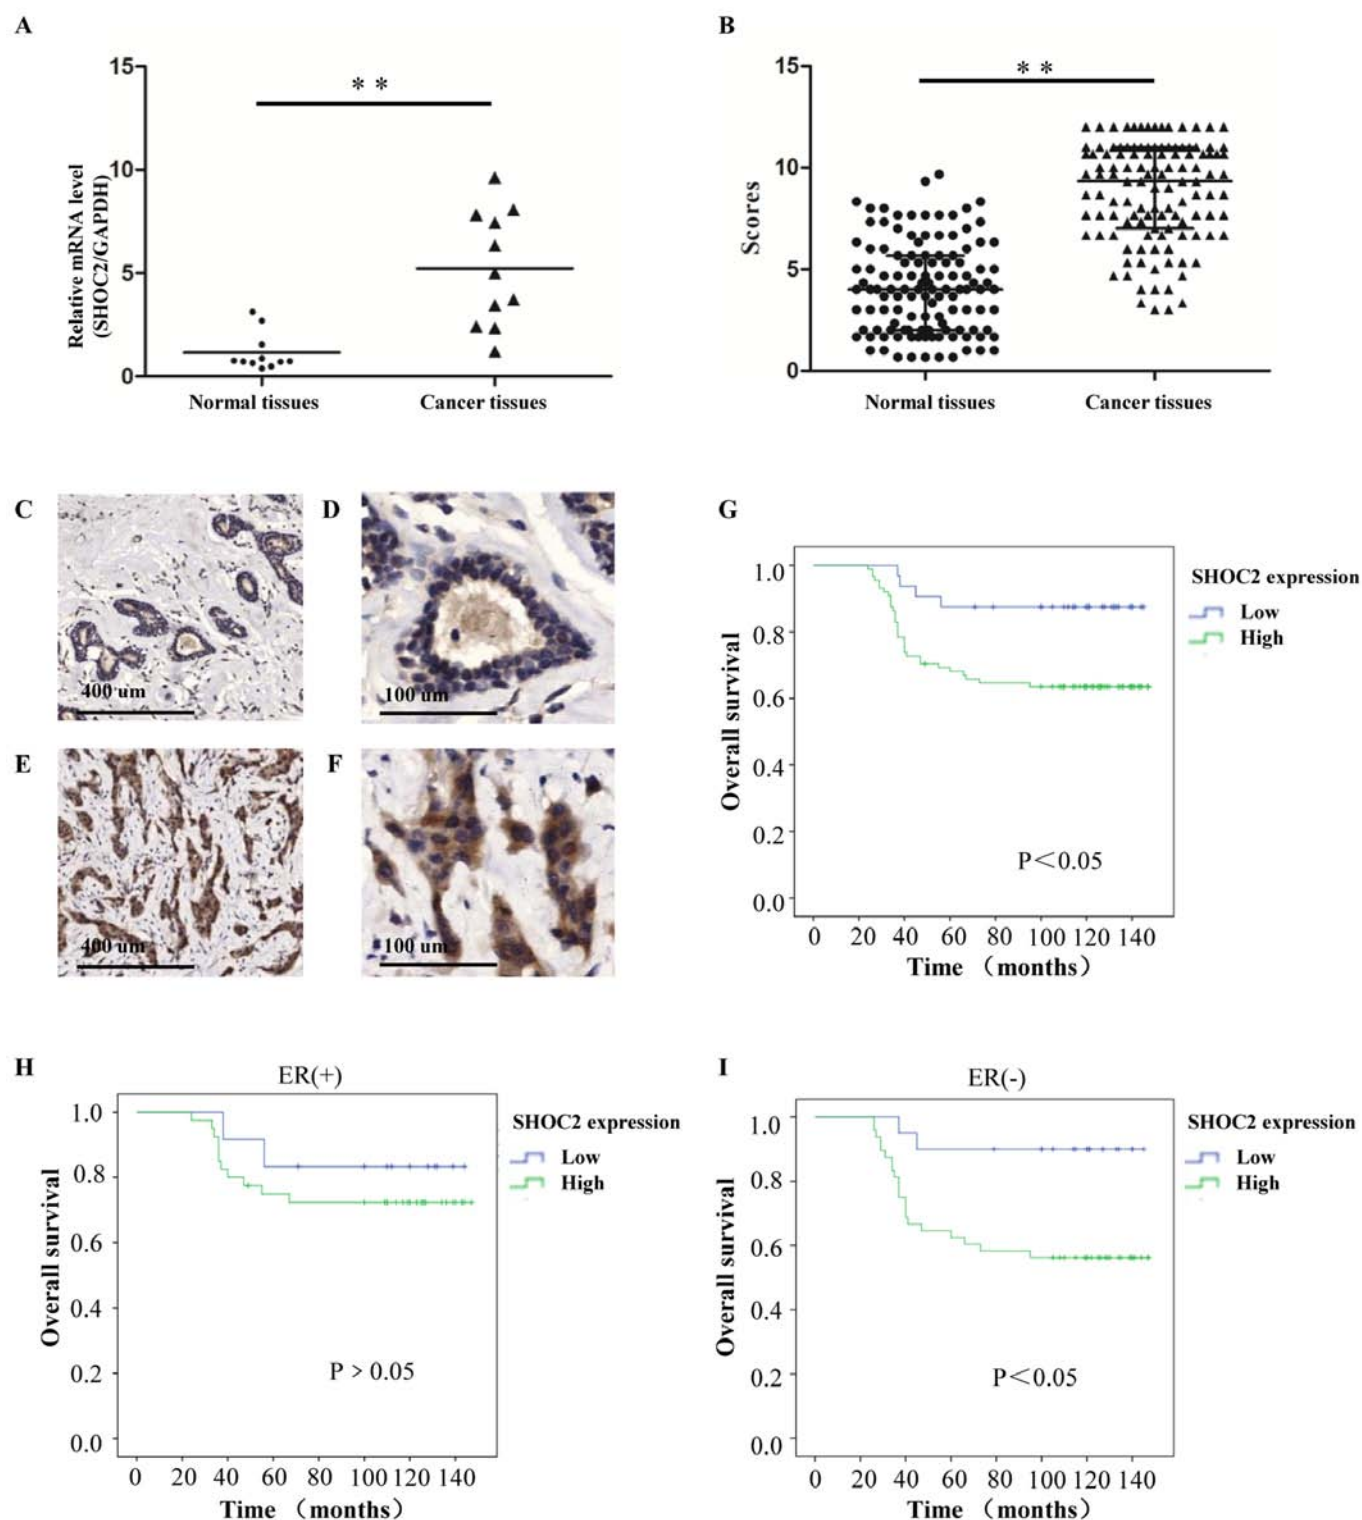 A
15
10
5
0
Relative mRNA level
(SHOC2/GAPDH)
* *
Normal tissues
Cancer tissues
B
15
10
5
0
Scores
* *
Normal tissues
Cancer tissues
C
400 um
D
100 um
E
400 um
F
100 um
G
1.0
0.8
0.6
0.4
0.2
0.0
Overall survival
P<0.05
0 20 40 60 80 100 120 140
Time (months)
SHOC2 expression
Low
High
H
ER(+)
1.0
0.8
0.6
0.4
0.2
0.0
Overall survival
P > 0.05
0 20 40 60 80 100 120 140
Time (months)
SHOC2 expression
Low
High
I
ER(-)
1.0
0.8
0.6
0.4
0.2
0.0
Overall survival
P<0.05
0 20 40 60 80 100 120 140
Time (months)
SHOC2 expression
Low
High